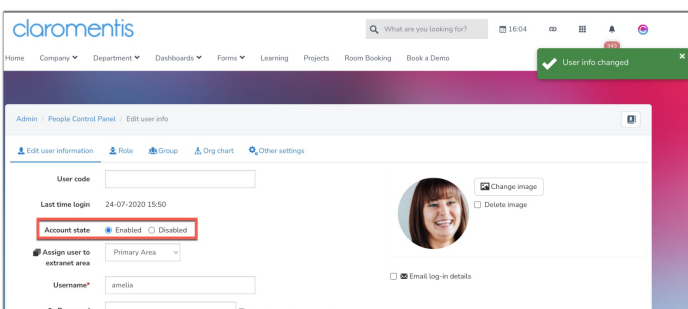 claromentis
What are you looking for? 16:04
543
Home Company Department Dashboards Forms Learning Projects Room Booking Book a Demo
User info changed ×
Admin / People Control Panel / Edit user info
Edit user information Role Group Org chart Other settings
User code
Change image
Last time login 24-07-2020 15:50
Delete image
Account state Enabled Disabled
Assign user to extranet area Primary Area
Email log-in details
Username* amelia